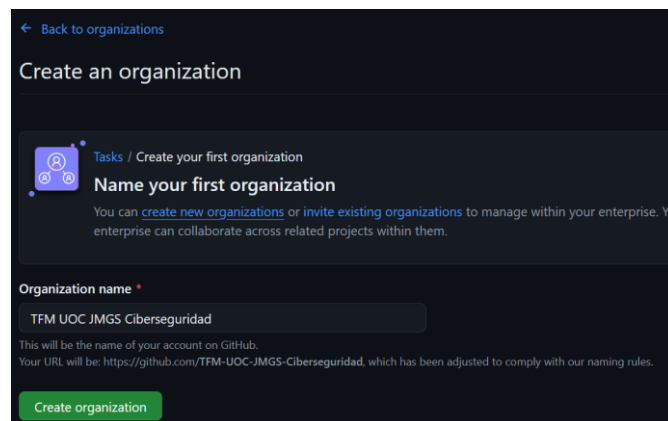 ← Back to organizations
Create an organization
Tasks / Create your first organization
Name your first organization
You can create new organizations or invite existing organizations to manage within your enterprise.
enterprise can collaborate across related projects within them.
Organization name *
TFM UOC JMGS Ciberseguridad
This will be the name of your account on GitHub.
Your URL will be: https://github.com/TFM-UOC-JMGS-Ciberseguridad, which has been adjusted to comply with our naming rules.
Create organization